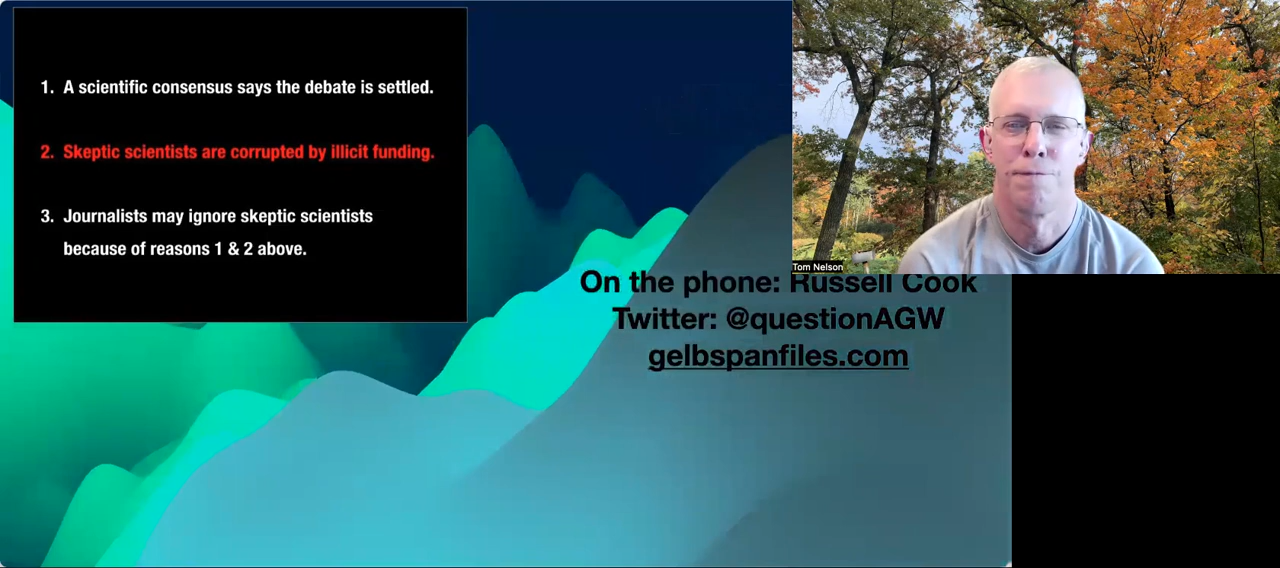 1. A scientific consensus says the debate is settled.
2. Skeptic scientists are corrupted by illicit funding.
3. Journalists may ignore skeptic scientists
because of reasons 1 & 2 above.
Tom Nelson
On the phone: Russell Cook
Twitter: @questionAGW
gelbspanfiles.com